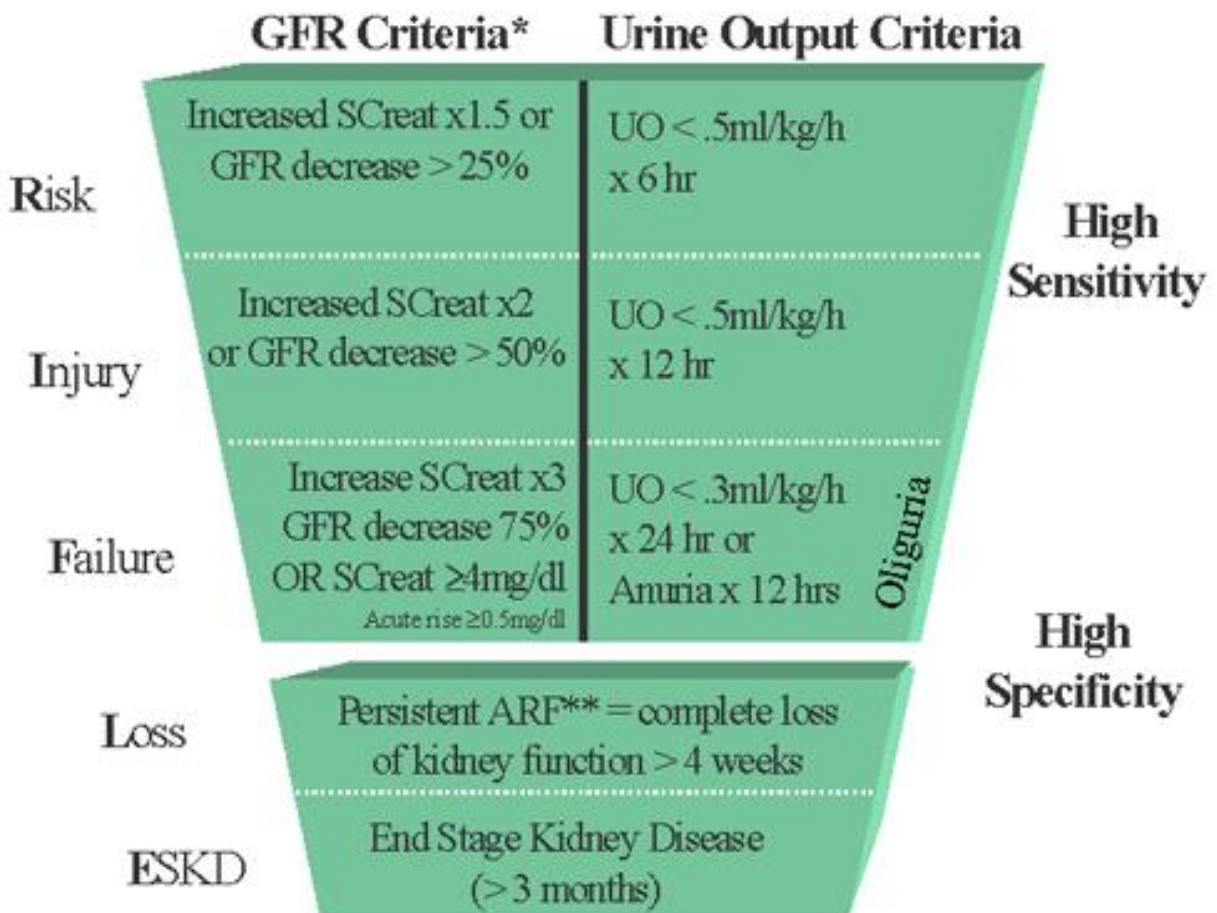 GFR Criteria* Urine Output Criteria
Risk
Increased SCreat x1.5 or
GFR decrease > 25%
UO < .5ml/kg/h
x 6 hr
High
Sensitivity
Injury
Increased SCreat x2
or GFR decrease > 50%
UO < .5ml/kg/h
x 12 hr
Failure
Increase SCreat x3
GFR decrease 75%
OR SCreat ≥4mg/dl
Acute rise ≥0.5mg/dl
UO < .3ml/kg/h
x 24 hr or
Anuria x 12 hrs
Oliguria
High
Specificity
Loss
Persistent ARF** = complete loss
of kidney function > 4 weeks
ESKD
End Stage Kidney Disease
(> 3 months)